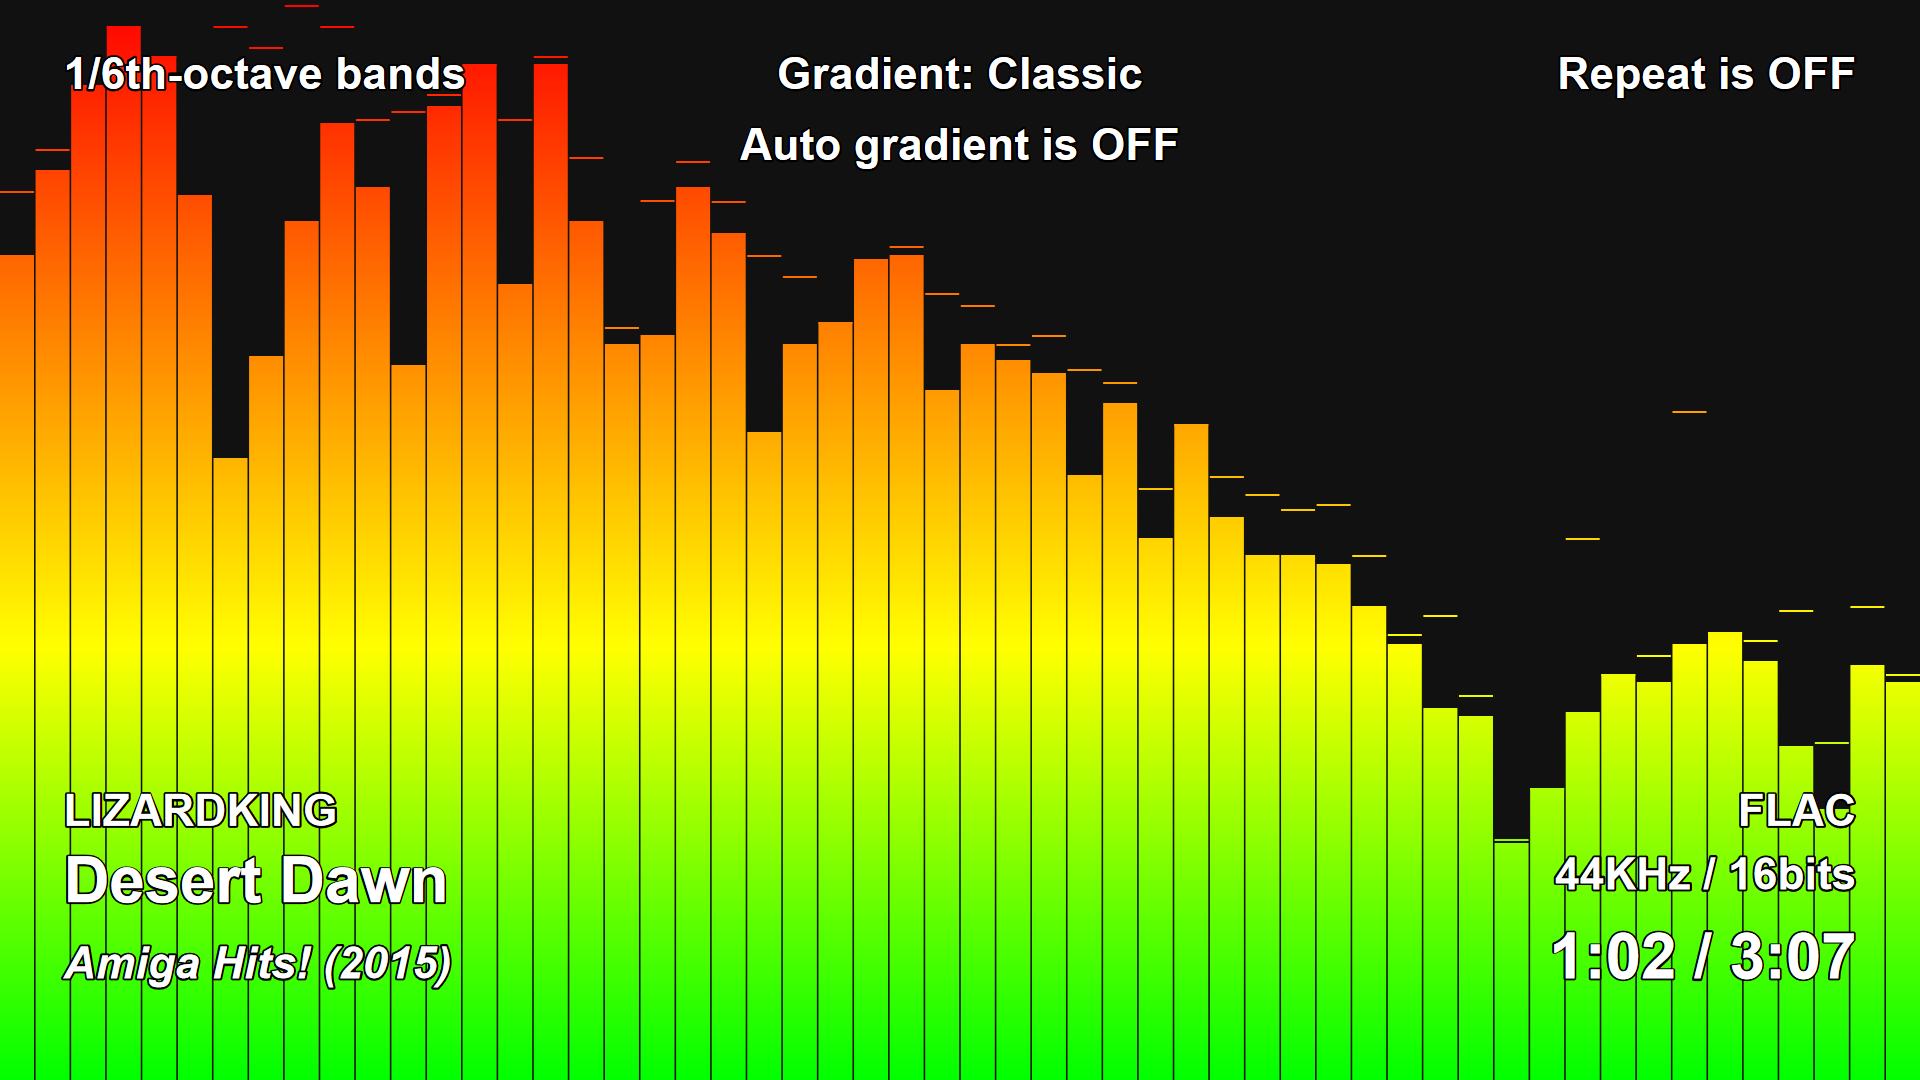 1/6th-octave bands
Gradient: Classic
Repeat is OFF
Auto gradient is OFF
LIZARDKING
Desert Dawn
Amiga Hits! (2015)
FLAC
44KHz / 16bits
1:02 / 3:07